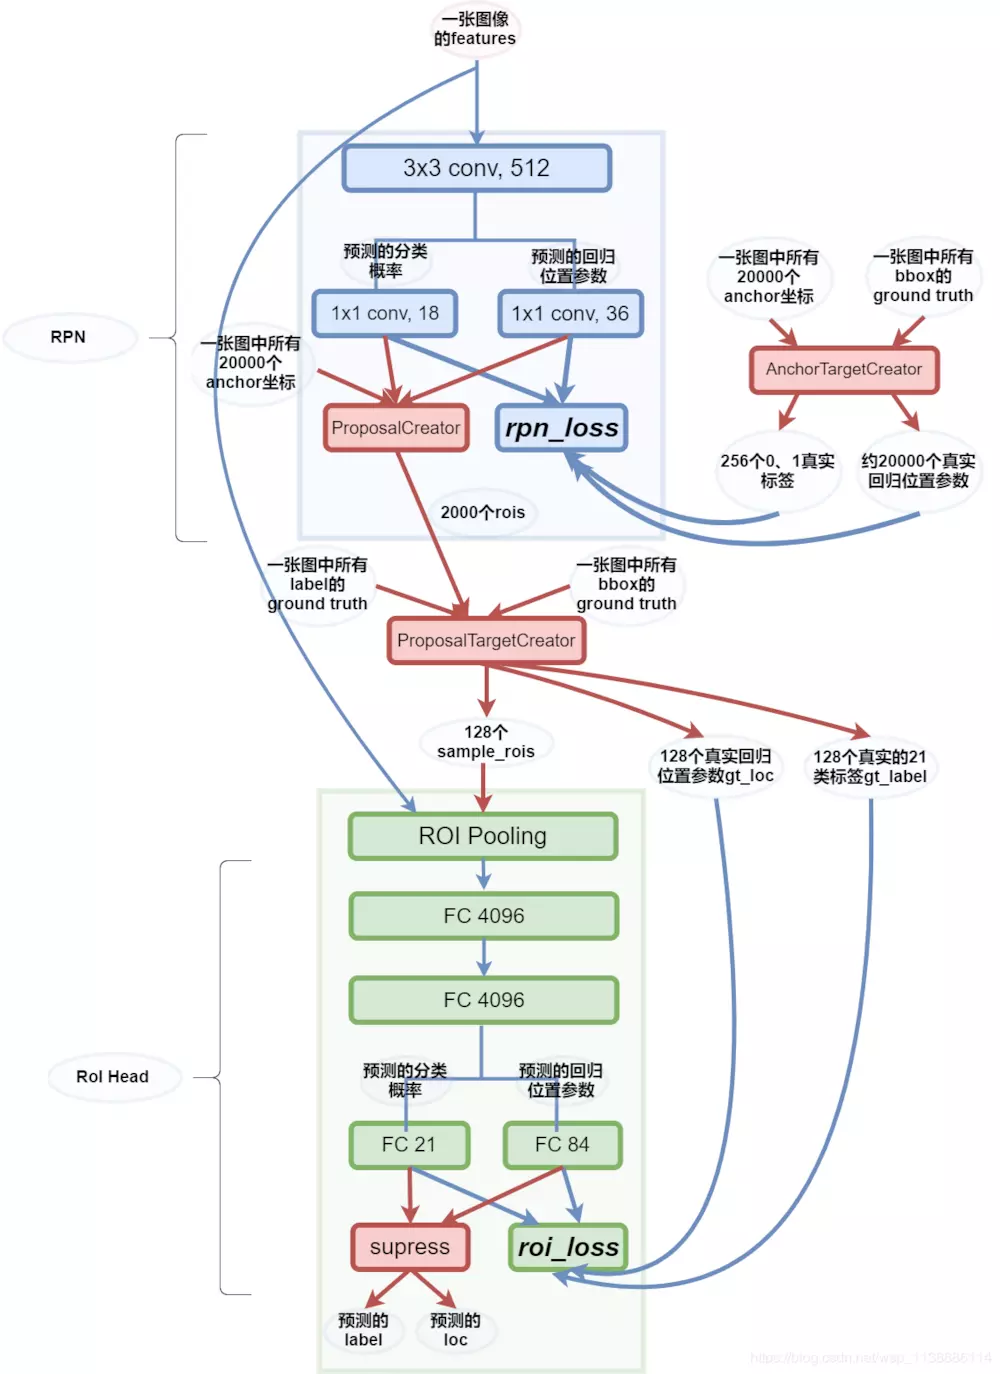 一张图像
的features
3x3 conv, 512
预测的分类
概率
预测的回归
位置参数
1x1 conv, 18
1x1 conv, 36
一张图中所有
20000个
anchor坐标
一张图中所有
bbox的
ground truth
RPN
一张图中所有
20000个
anchor坐标
AnchorTargetCreator
ProposalCreator
rpn_loss
256个0、1真实
标签
约20000个真实
回归位置参数
2000个rois
一张图中所有
label的
ground truth
一张图中所有
bbox的
ground truth
ProposalTargetCreator
128个
sample_rois
128个真实回归
位置参数gt_loc
128个真实的21
类标签gt_label
ROI Pooling
FC 4096
FC 4096
RoI Head
预测的分类
概率
预测的回归
位置参数
FC 21
FC 84
supress
roi_loss
预测的
label
预测的
loc
https://blog.csdn.net/wsp_1138886114